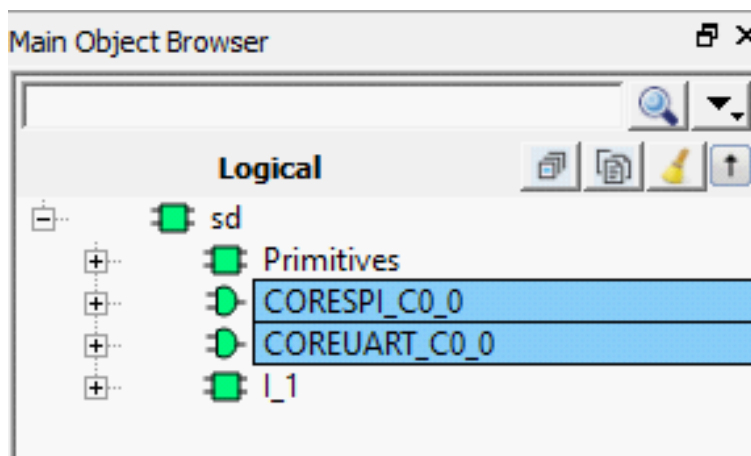 Main Object Browser
Logical
sd
Primitives
CORESPI_C0_0
COREUART_C0_0
I_1